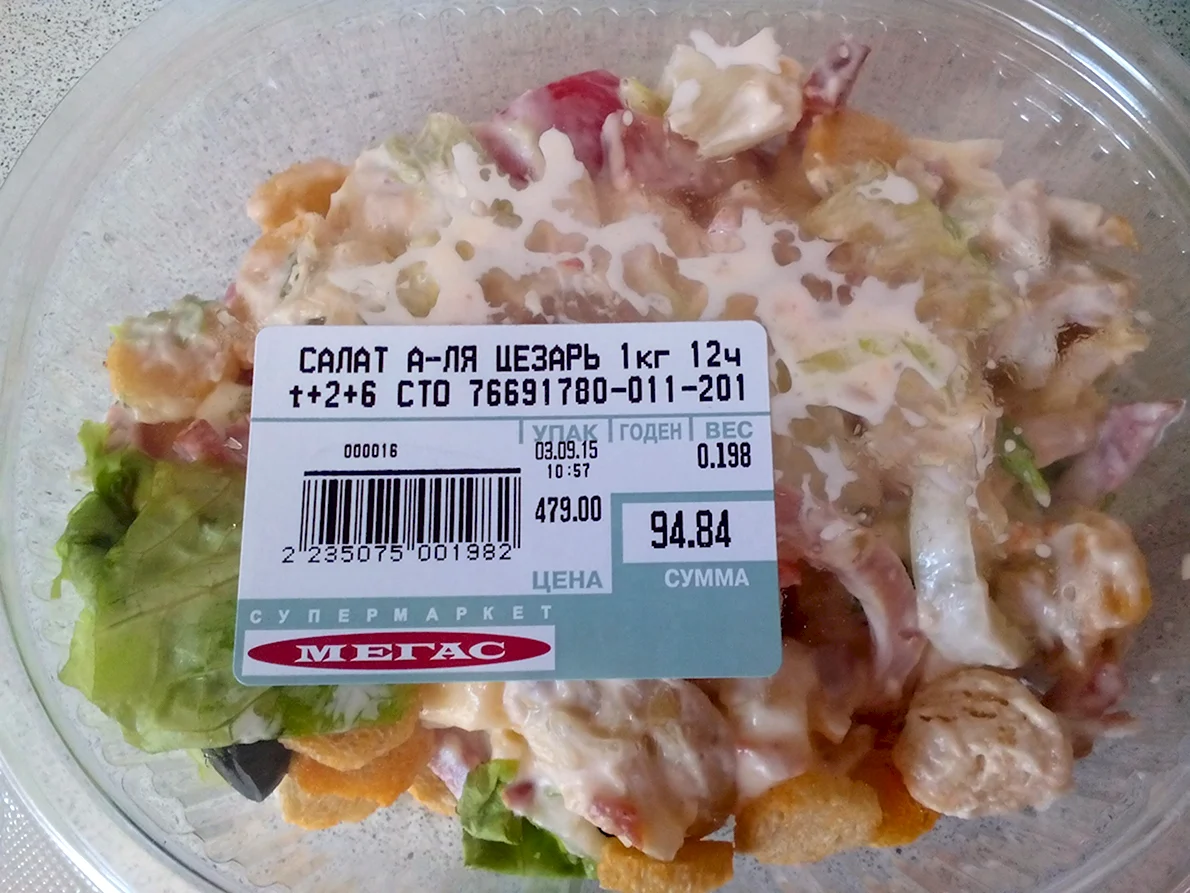 САЛАТ А-ЛЯ ЦЕЗАРЬ 1кг 12ч
t+2+6 СТО 76691780-011-201
УПАК ГОДЕН ВЕС
000016 03.09.15 0.198
10:57
479.00 94.84
2 235075 001982
ЦЕНА СУММА
СУПЕРМАРКЕТ
МЕГАС